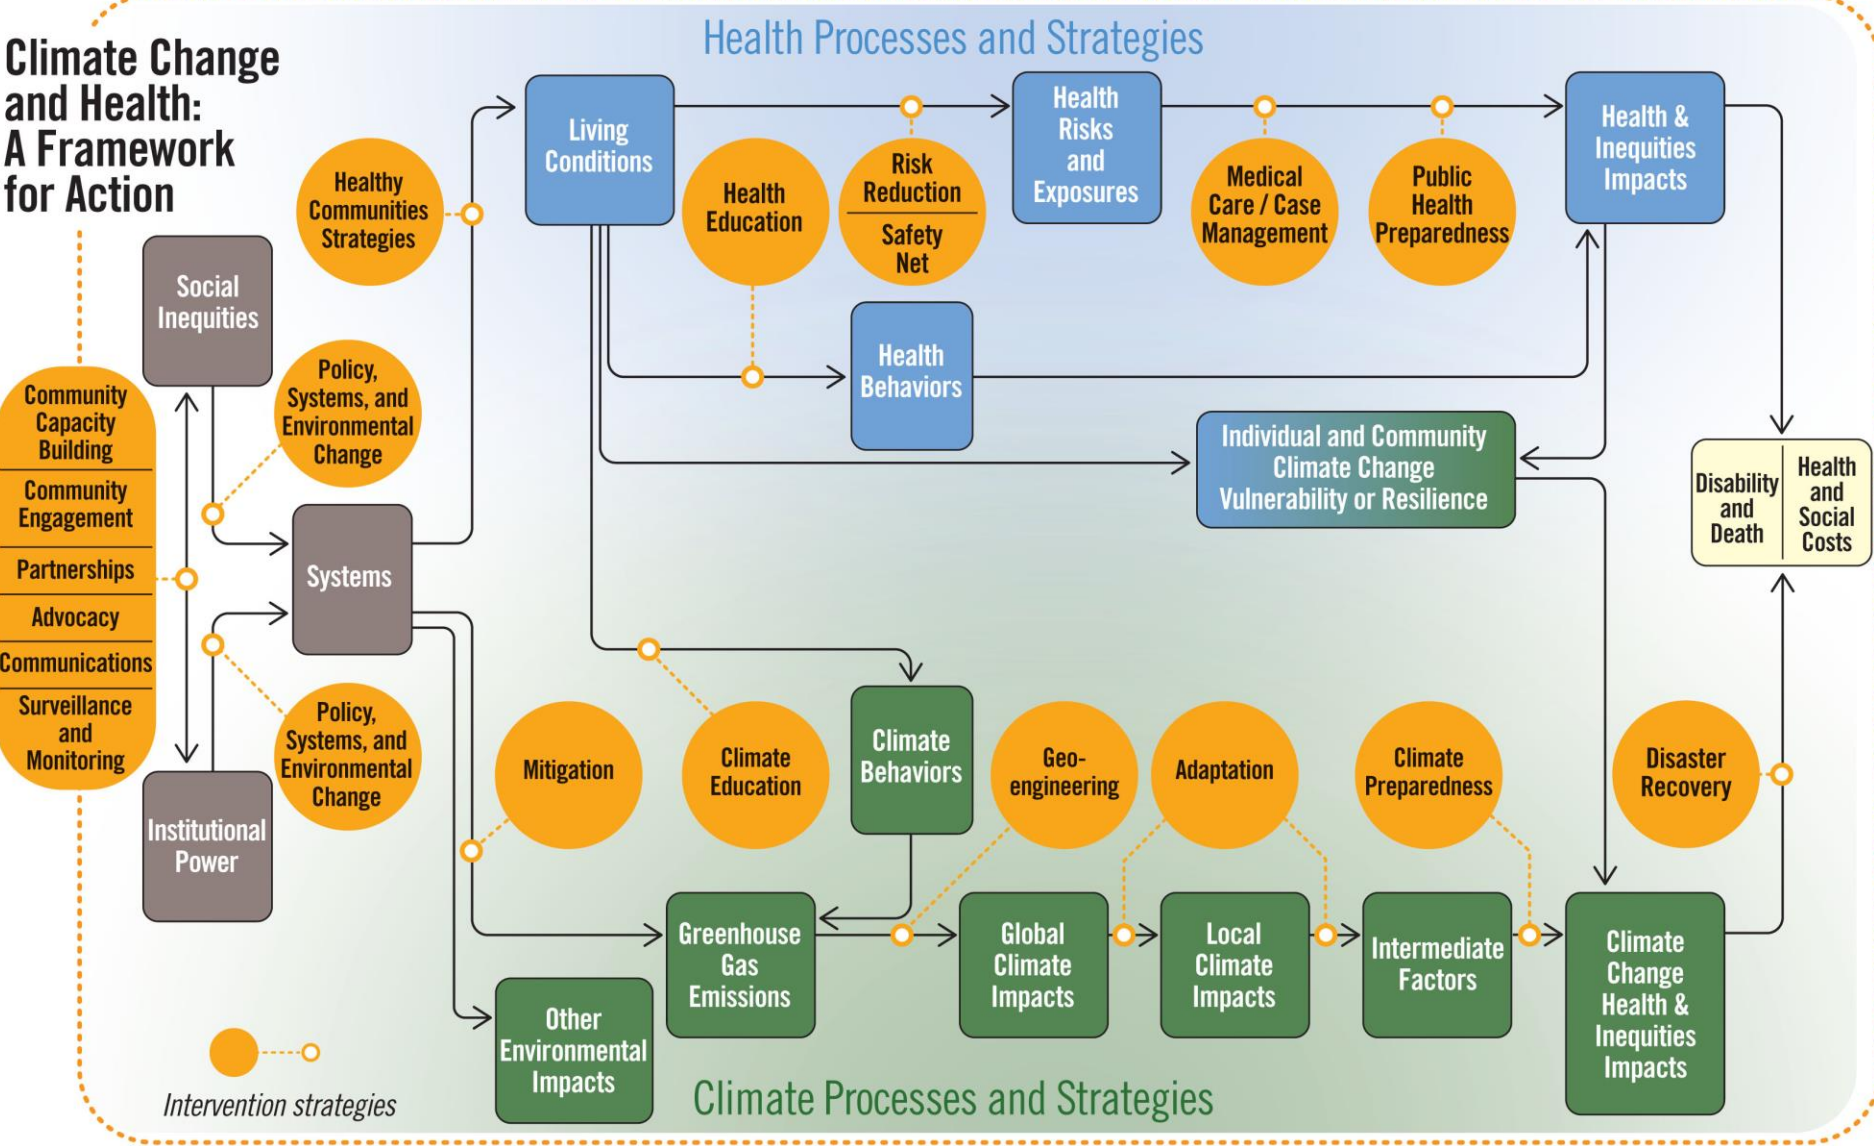 Climate Change
and Health:
A Framework
for Action
Health Processes and Strategies
Social
Inequities
Community
Capacity
Building
Community
Engagement
Partnerships
Advocacy
Communications
Surveillance
and
Monitoring
Institutional
Power
Policy,
Systems, and
Environmental
Change
Systems
Policy,
Systems, and
Environmental
Change
Healthy
Communities
Strategies
Living
Conditions
Health
Education
Risk
Reduction
Safety
Net
Health
Risks
and
Exposures
Medical
Care / Case
Management
Public
Health
Preparedness
Health &
Inequities
Impacts
Health
Behaviors
Individual and Community
Climate Change
Vulnerability or Resilience
Disability
and
Death
Health
and
Social
Costs
Mitigation
Climate
Education
Climate
Behaviors
Geo-
engineering
Adaptation
Climate
Preparedness
Disaster
Recovery
Other
Environmental
Impacts
Greenhouse
Gas
Emissions
Global
Climate
Impacts
Local
Climate
Impacts
Intermediate
Factors
Climate
Change
Health &
Inequities
Impacts
Intervention strategies
Climate Processes and Strategies